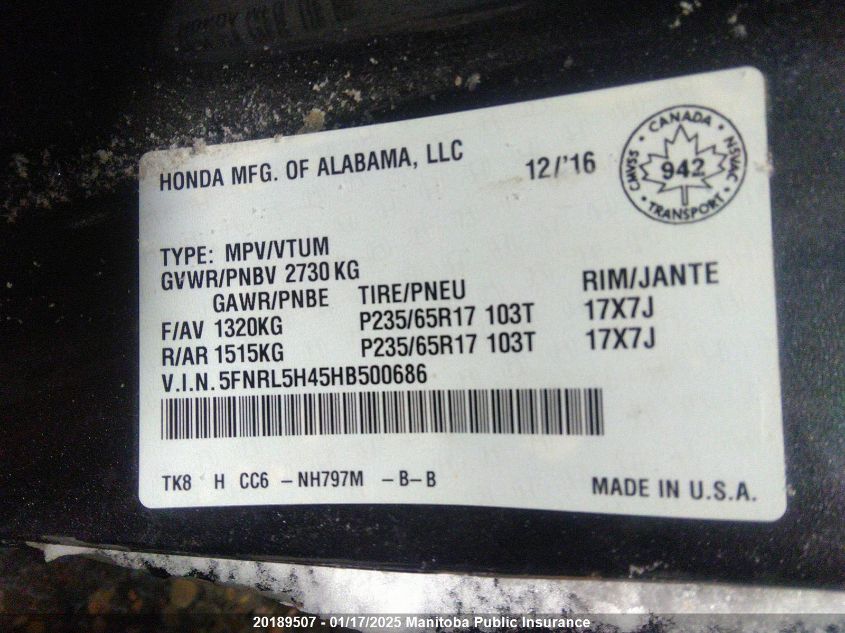 HONDA MFG. OF ALABAMA, LLC
12/'16
CANADA
CMVSS
942
NSVAC
TRANSPORT
TYPE: MPV/VTUM
GVWR/PNBV 2730 KG
GAWR/PNBE TIRE/PNEU RIM/JANTE
F/AV 1320KG P235/65R17 103T 17X7J
R/AR 1515KG P235/65R17 103T 17X7J
V.I.N. 5FNRL5H45HB500686
TK8 H CC6 -NH797M -B-B
MADE IN U.S.A.
20189507 - 01/17/2025 Manitoba Public Insurance